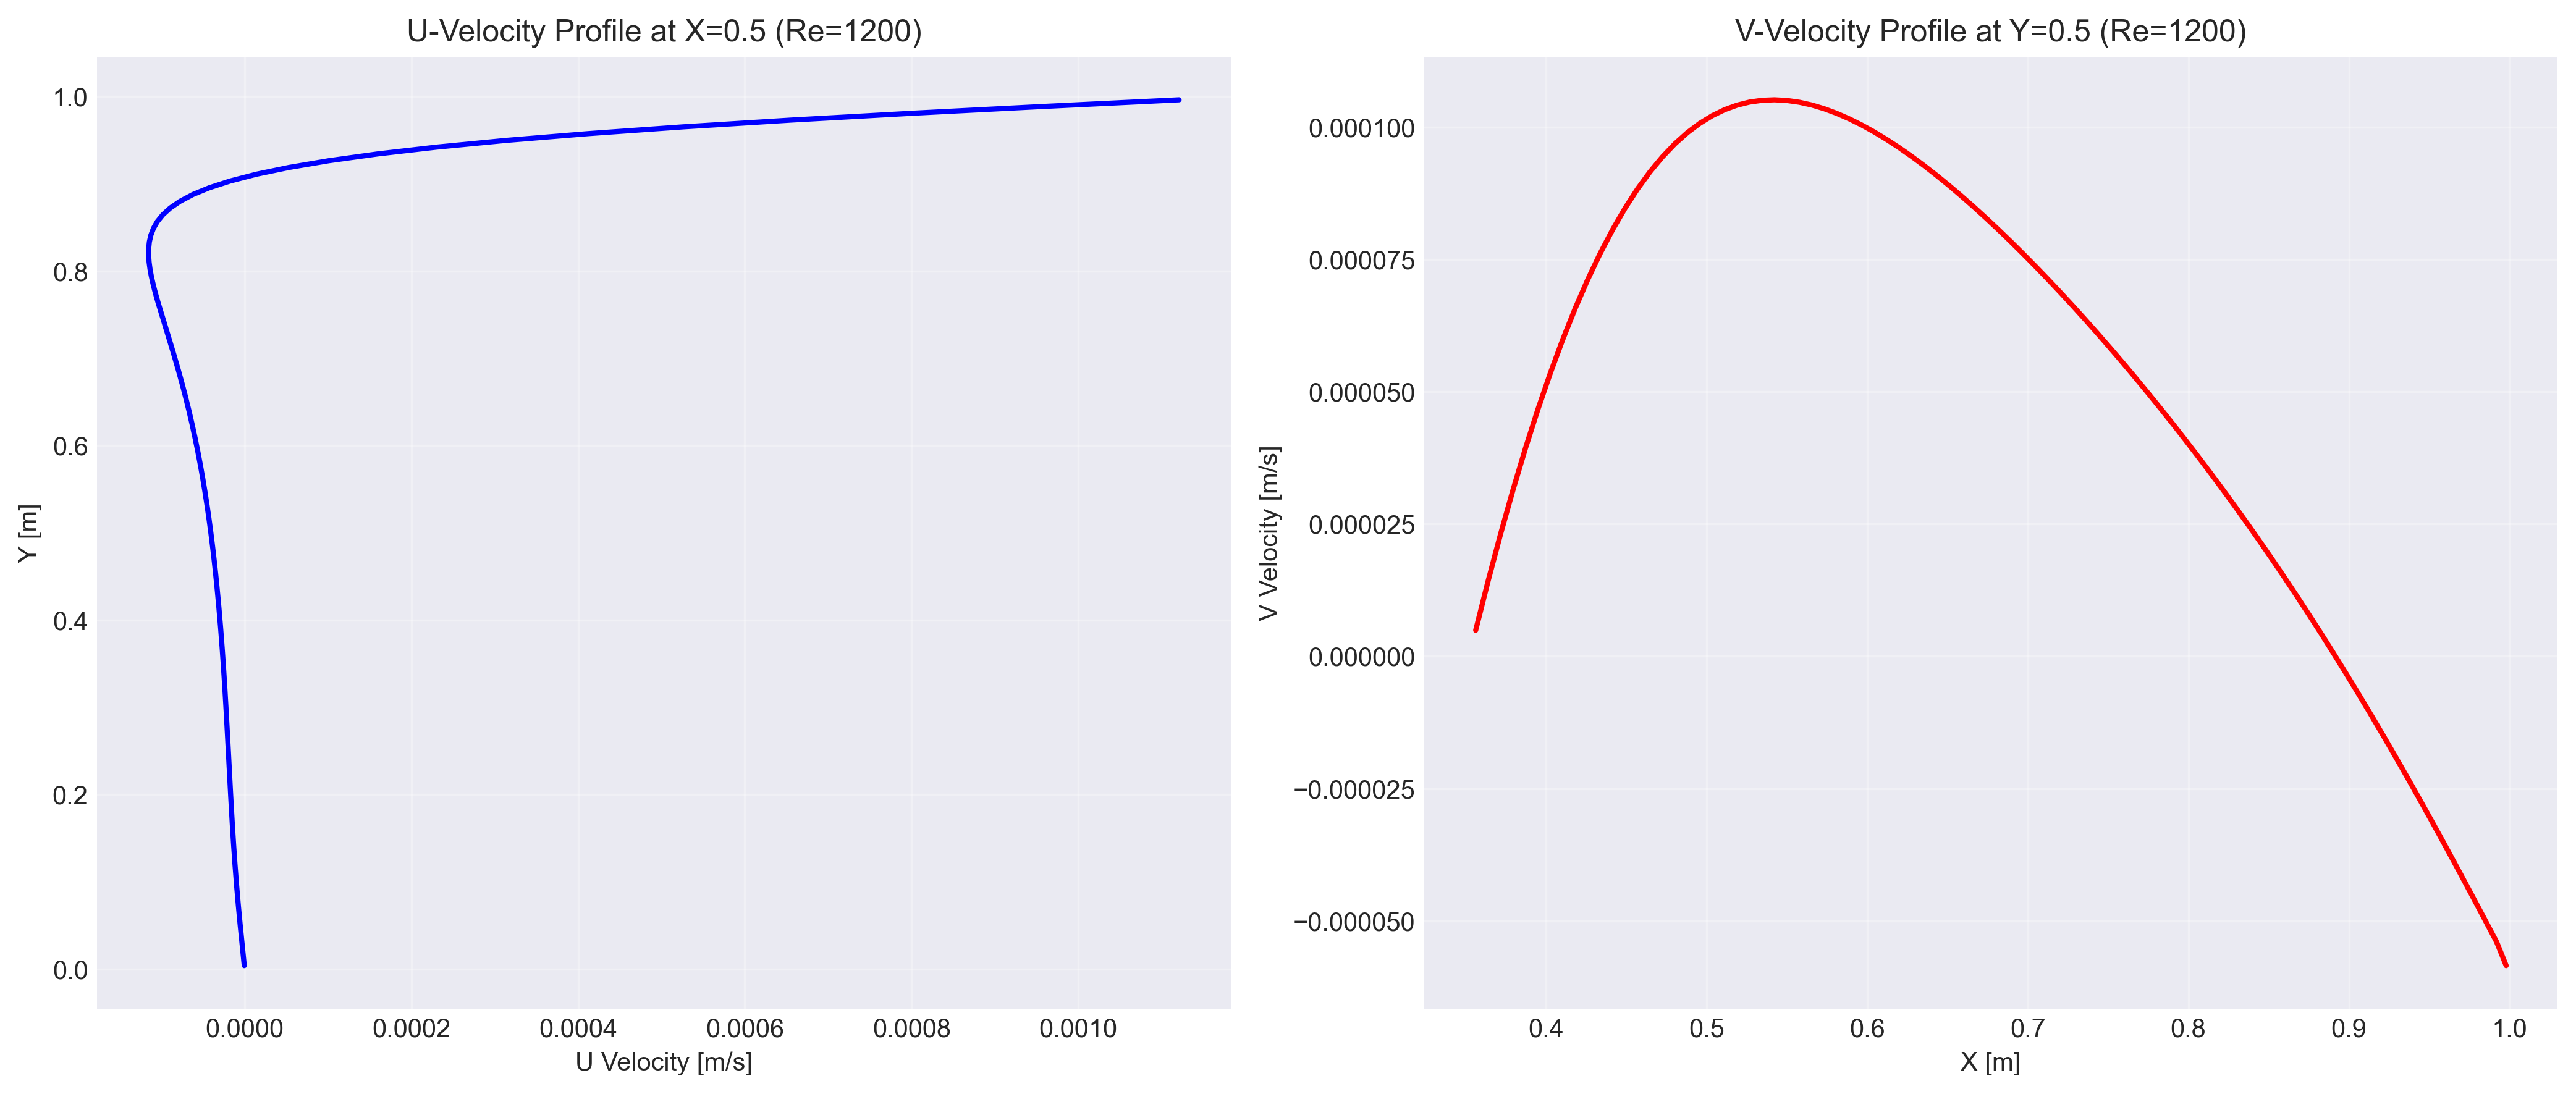 U-Velocity Profile at X=0.5 (Re=1200)
Y [m]
1.0
0.8
0.6
0.4
0.2
0.0
0.0000 0.0002 0.0004 0.0006 0.0008 0.0010
U Velocity [m/s]
V-Velocity Profile at Y=0.5 (Re=1200)
V Velocity [m/s]
0.000100
0.000075
0.000050
0.000025
0.000000
−0.000025
−0.000050
0.4 0.5 0.6 0.7 0.8 0.9 1.0
X [m]